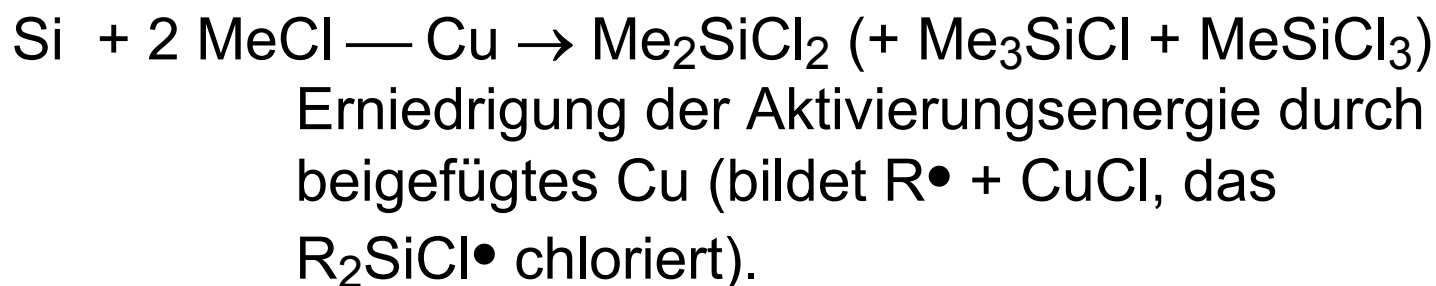 Si + 2 MeCl — Cu → Me₂SiCl₂ (+ Me₃SiCl + MeSiCl₃)
Erniedrigung der Aktivierungsenergie durch
beigefügtes Cu (bildet R• + CuCl, das
R₂SiCl• chloriert).